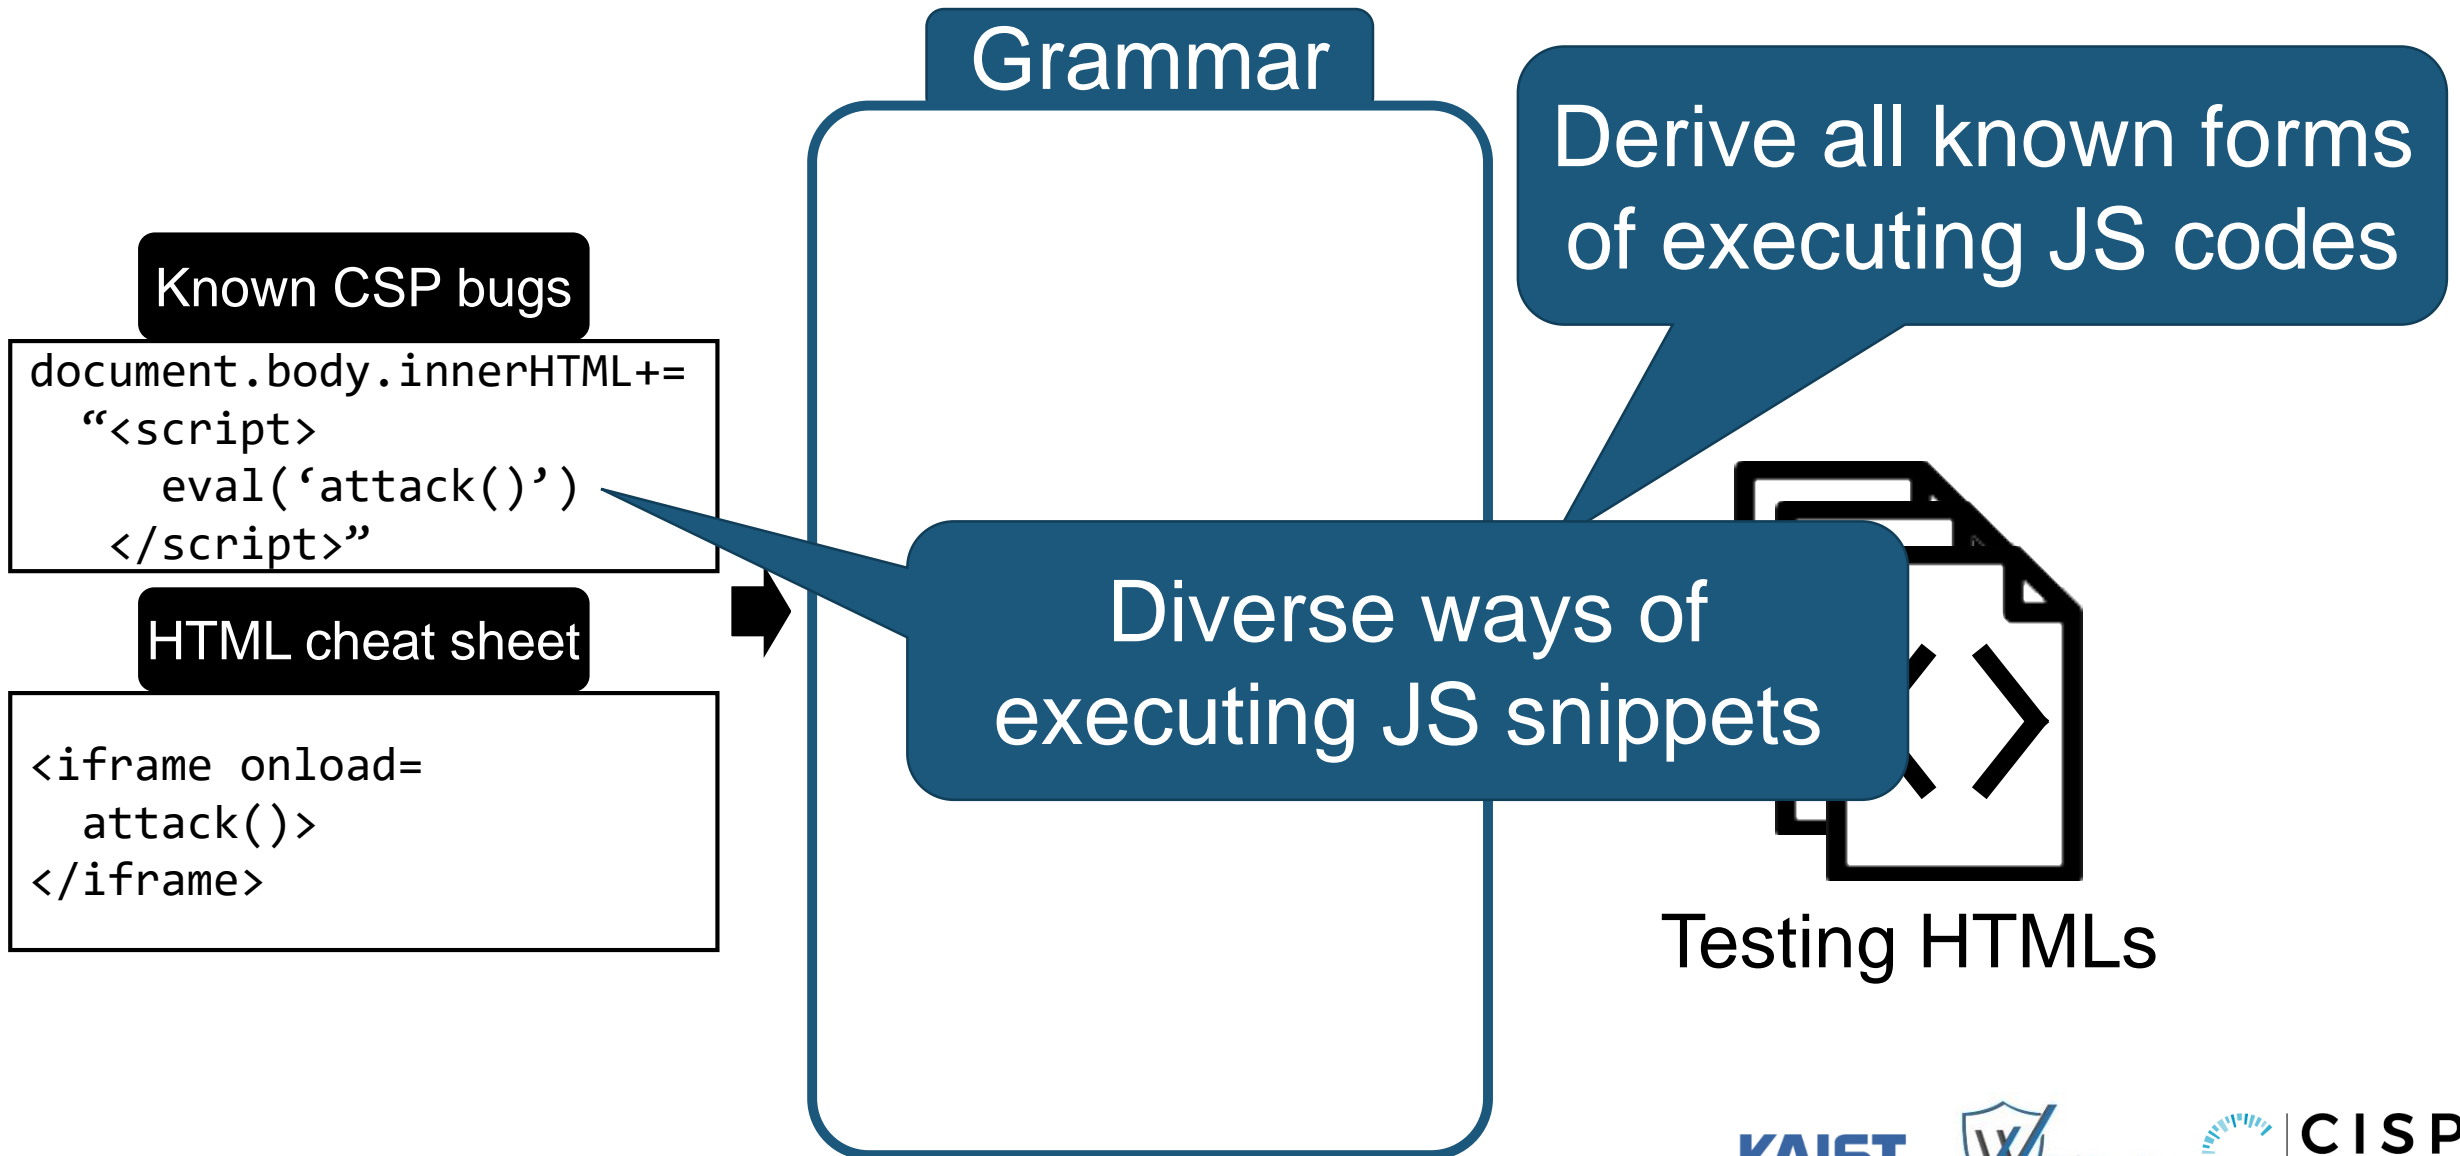 Grammar
Derive all known forms
of executing JS codes
Known CSP bugs
document.body.innerHTML+=
“<script>
eval(‘attack()’)
</script>”
HTML cheat sheet
<iframe onload=
attack()>
</iframe>
Diverse ways of
executing JS snippets
Testing HTMLs
KAIST
CISP